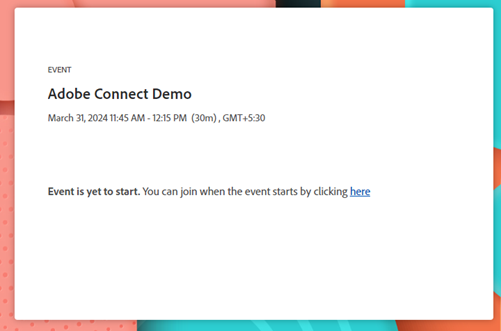 EVENT
Adobe Connect Demo
March 31, 2024 11:45 AM - 12:15 PM (30m) , GMT+5:30
Event is yet to start. You can join when the event starts by clicking here